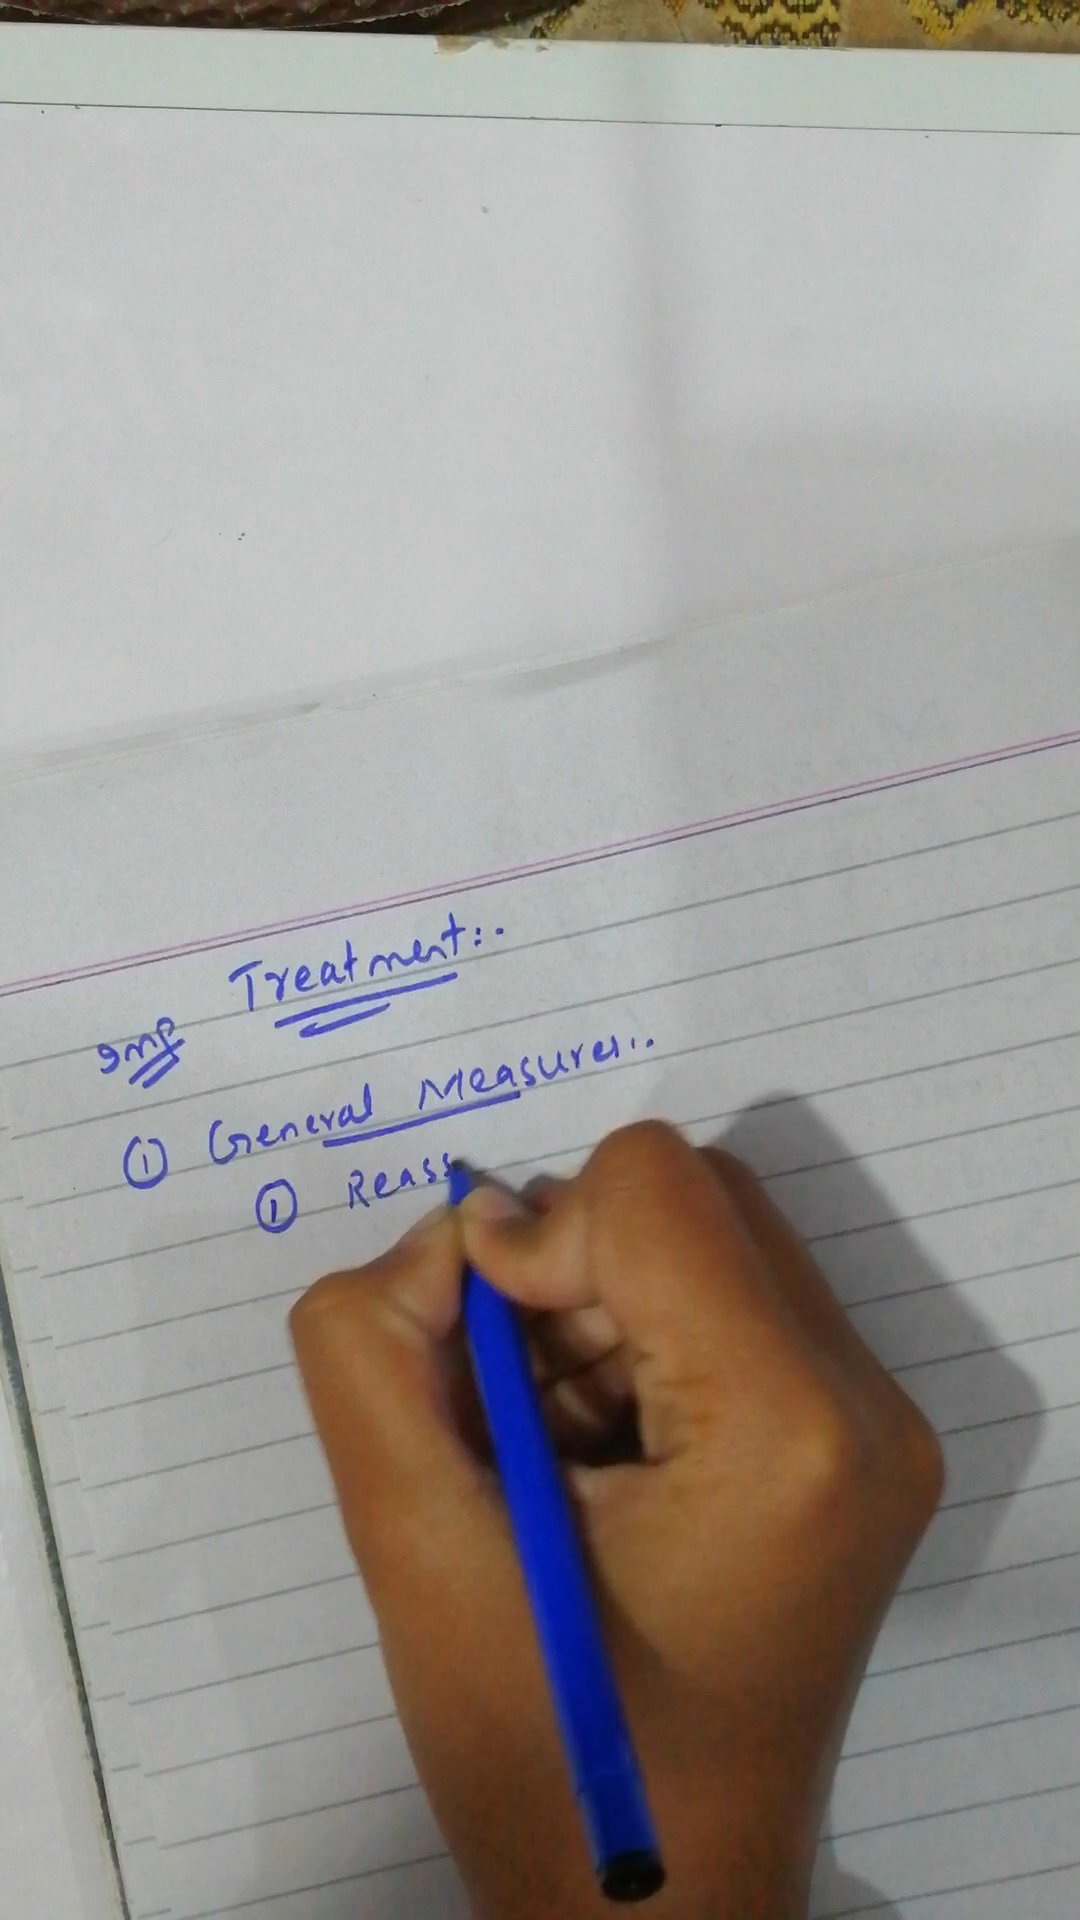 Treatment:.
Imp
① General Measures:.
① Reass